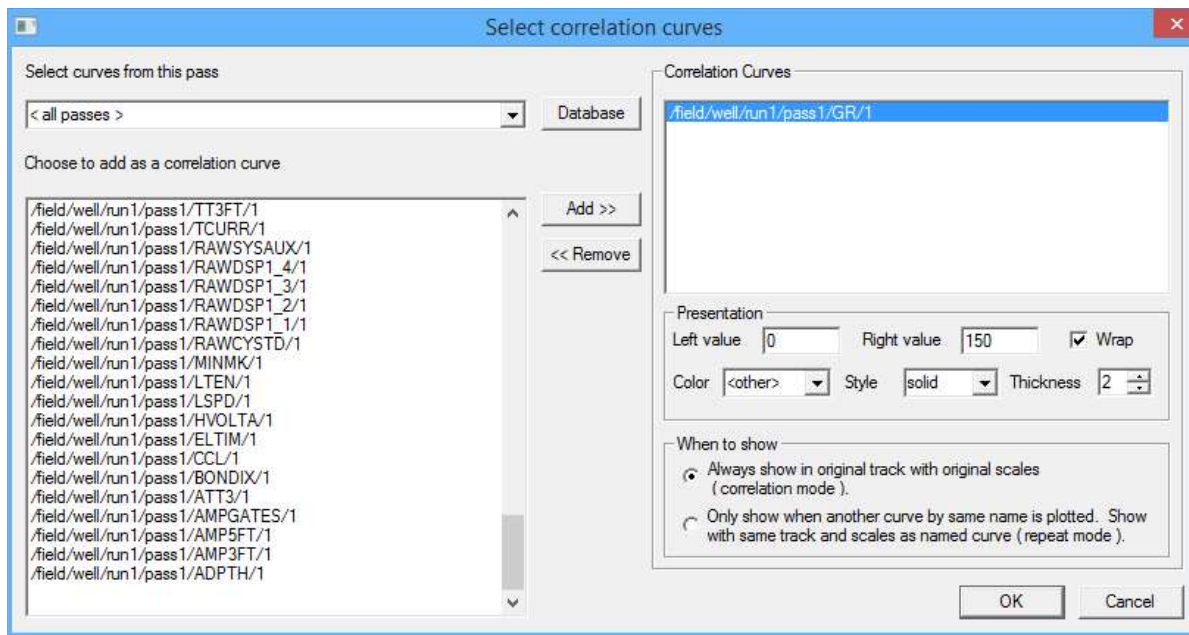 Select correlation curves
Select curves from this pass
< all passes >
Database
Choose to add as a correlation curve
/field/well/run1/pass1/TT3FT/1
/field/well/run1/pass1/TCURR/1
/field/well/run1/pass1/RAWSYSAUX/1
/field/well/run1/pass1/RAWDSP1_4/1
/field/well/run1/pass1/RAWDSP1_3/1
/field/well/run1/pass1/RAWDSP1_2/1
/field/well/run1/pass1/RAWDSP1_1/1
/field/well/run1/pass1/RAWCYSTD/1
/field/well/run1/pass1/MINMK/1
/field/well/run1/pass1/LTEN/1
/field/well/run1/pass1/LSPD/1
/field/well/run1/pass1/HVOLTA/1
/field/well/run1/pass1/ELTIM/1
/field/well/run1/pass1/CCL/1
/field/well/run1/pass1/BONDIX/1
/field/well/run1/pass1/ATT3/1
/field/well/run1/pass1/AMPGATES/1
/field/well/run1/pass1/AMP5FT/1
/field/well/run1/pass1/AMP3FT/1
/field/well/run1/pass1/ADPTH/1
Add >>
<< Remove
Correlation Curves
/field/well/run1/pass1/GR/1
Presentation
Left value 0 Right value 150 Wrap
Color <other> Style solid Thickness 2
When to show
Always show in original track with original scales
( correlation mode ).
Only show when another curve by same name is plotted. Show
with same track and scales as named curve ( repeat mode ).
OK Cancel